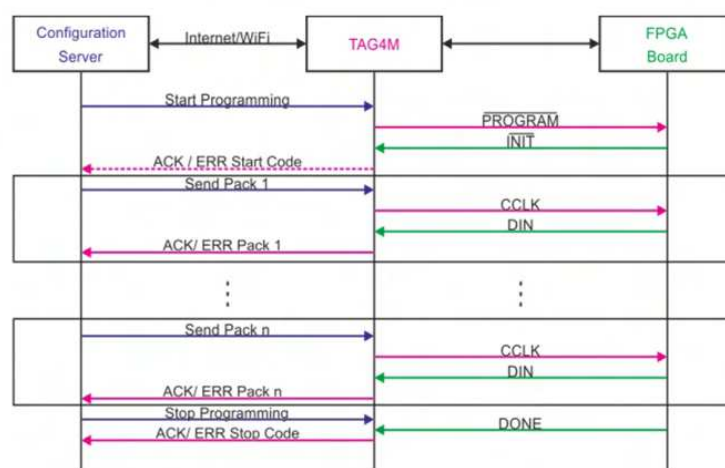 Configuration
Server
Internet/WiFi
TAG4M
FPGA
Board
Start Programming
PROGRAM
INIT
ACK / ERR Start Code
Send Pack 1
CCLK
DIN
ACK/ ERR Pack 1
Send Pack n
CCLK
DIN
ACK/ ERR Pack n
Stop Programming
DONE
ACK/ ERR Stop Code